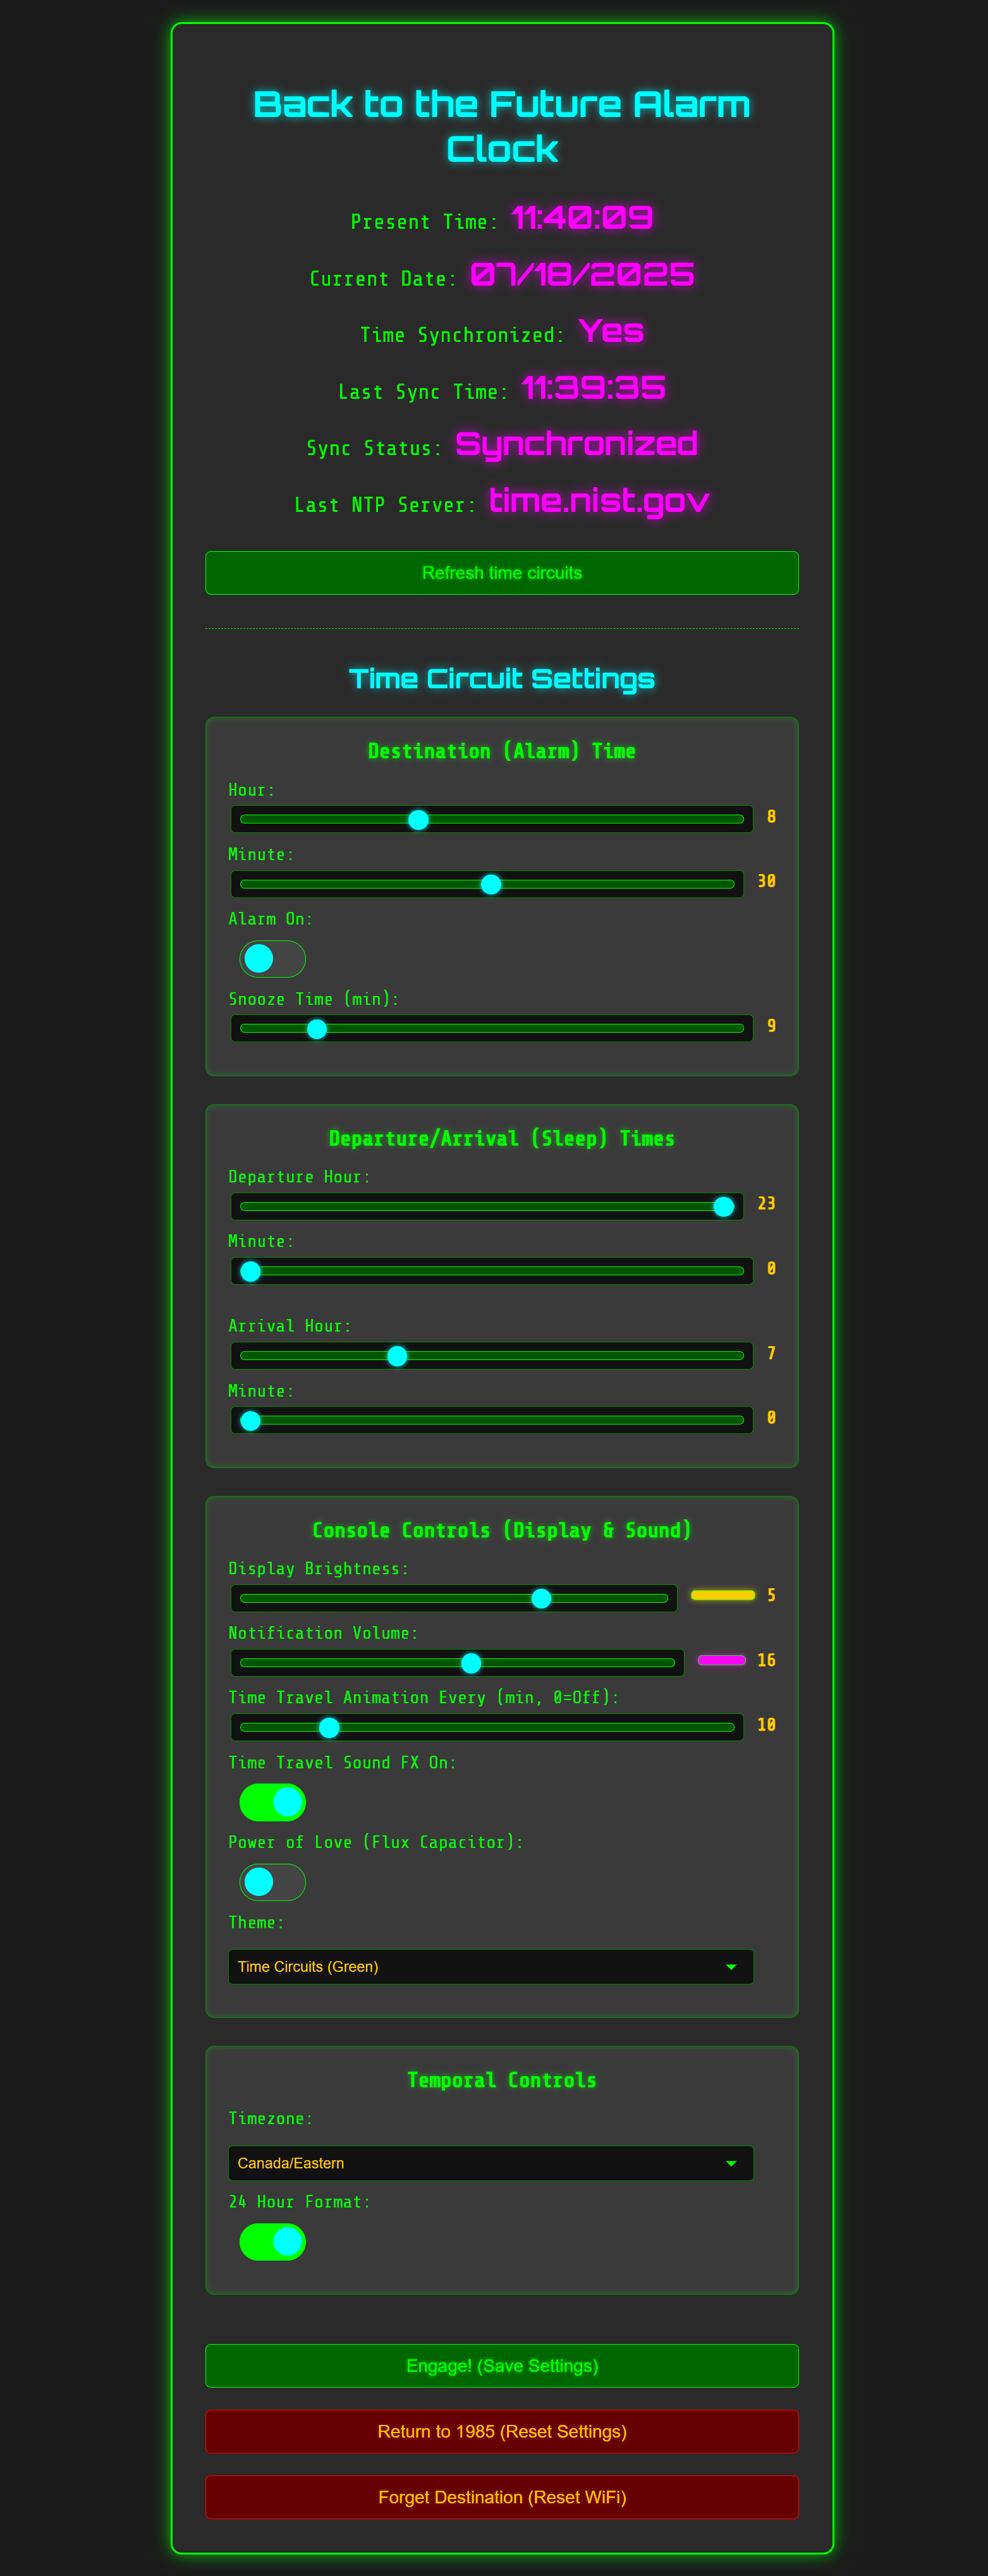 Back to the Future Alarm
Clock
Present Time: 11:40:09
Current Date: 07/18/2025
Time Synchronized: Yes
Last Sync Time: 11:39:35
Sync Status: Synchronized
Last NTP Server: time.nist.gov
Refresh time circuits
Time Circuit Settings
Destination (Alarm) Time
Hour:
8
Minute:
30
Alarm On:
Snooze Time (min):
9
Departure/Arrival (Sleep) Times
Departure Hour:
23
Minute:
0
Arrival Hour:
7
Minute:
0
Console Controls (Display & Sound)
Display Brightness:
5
Notification Volume:
16
Time Travel Animation Every (min, 0=Off):
10
Time Travel Sound FX On:
Power of Love (Flux Capacitor):
Theme:
Time Circuits (Green)
Temporal Controls
Timezone:
Canada/Eastern
24 Hour Format:
Engage! (Save Settings)
Return to 1985 (Reset Settings)
Forget Destination (Reset WiFi)